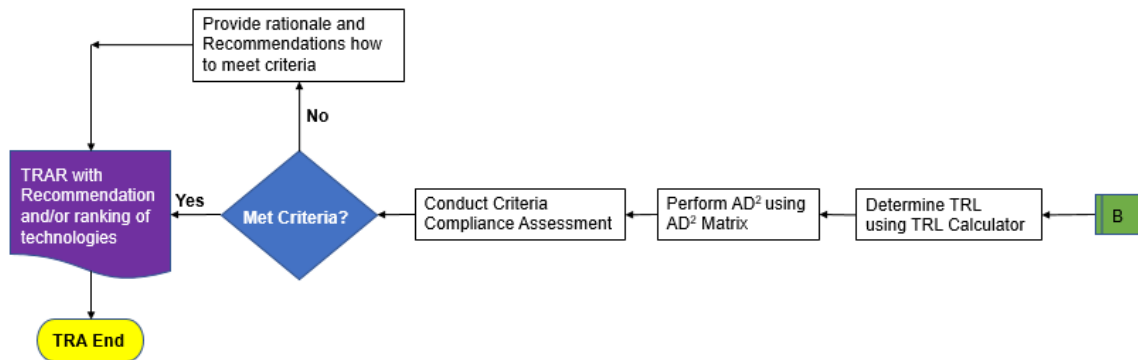 Provide rationale and
Recommendations how
to meet criteria
No
TRAR with
Recommendation
and/or ranking of
technologies
Yes
Met Criteria?
Conduct Criteria
Compliance Assessment
Perform AD² using
AD² Matrix
Determine TRL
using TRL Calculator
B
TRA End